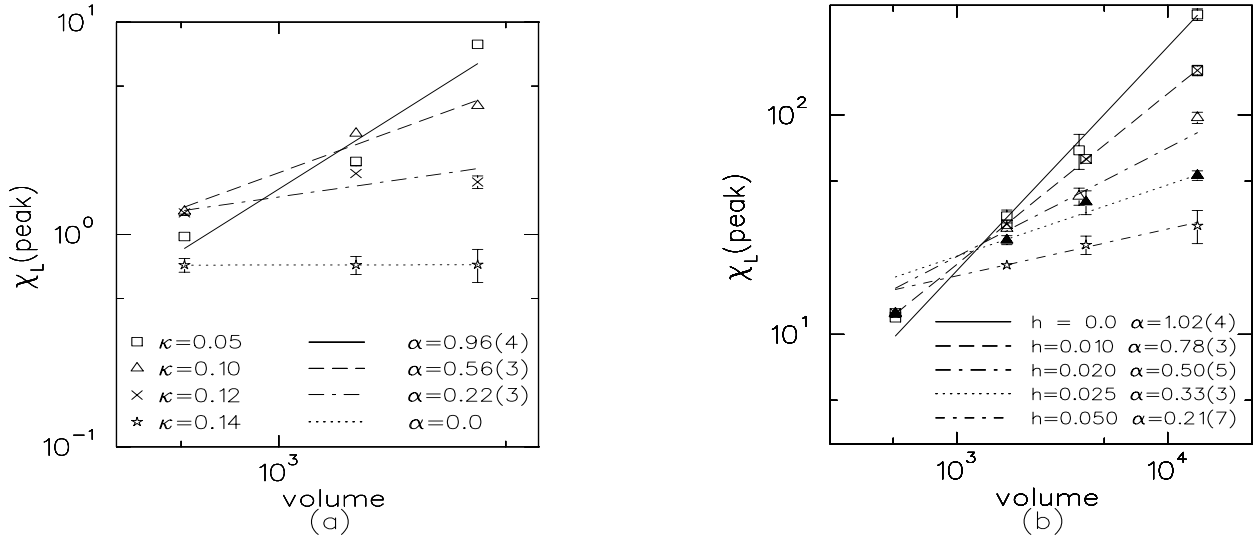 10^1
10^0
10^-1
χ_L(peak)
κ=0.05 α=0.96(4)
κ=0.10 α=0.56(3)
κ=0.12 α=0.22(3)
κ=0.14 α=0.0
10^3
volume
(a)
10^2
10^1
χ_L(peak)
h = 0.0 α=1.02(4)
h=0.010 α=0.78(3)
h=0.020 α=0.50(5)
h=0.025 α=0.33(3)
h=0.050 α=0.21(7)
10^3 10^4
volume
(b)